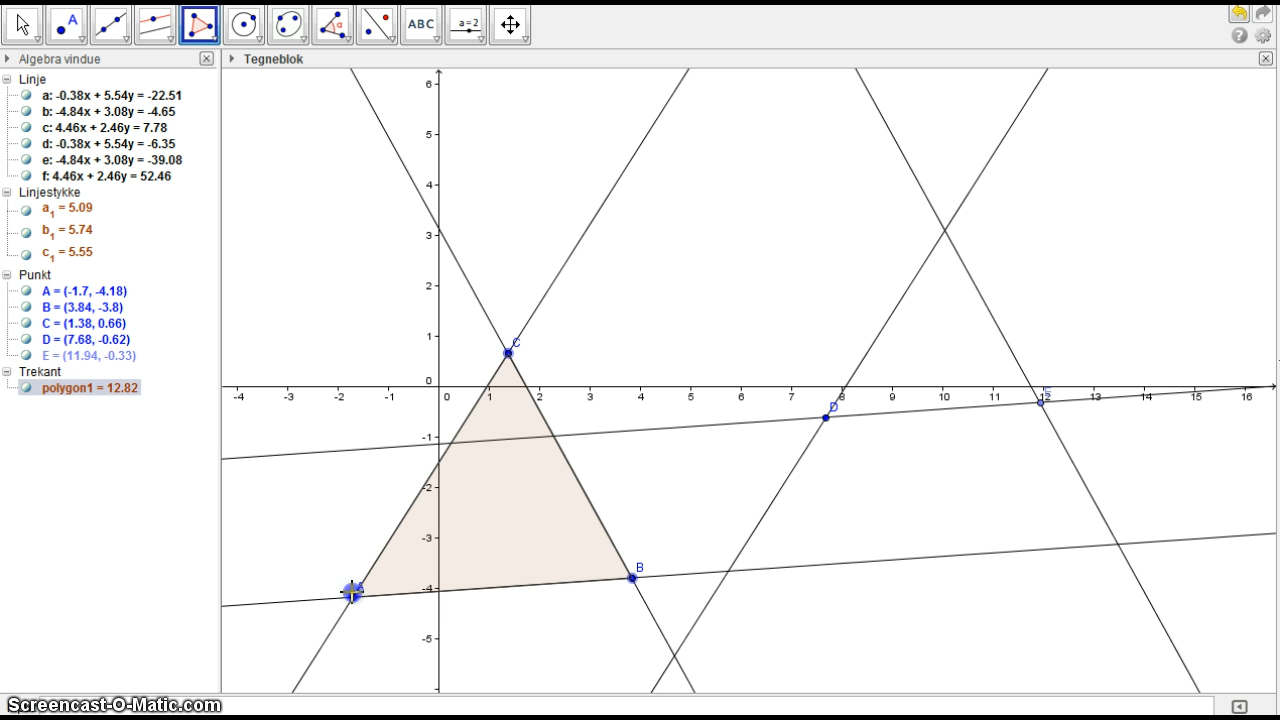 A α ABC a=2
Algebra vindue Tegneblok
Linje
a: -0.38x + 5.54y = -22.51
b: -4.84x + 3.08y = -4.65
c: 4.46x + 2.46y = 7.78
d: -0.38x + 5.54y = -6.35
e: -4.84x + 3.08y = -39.08
f: 4.46x + 2.46y = 52.46
Linjestykke
a1 = 5.09
b1 = 5.74
c1 = 5.55
Punkt
A = (-1.7, -4.18)
B = (3.84, -3.8)
C = (1.38, 0.66)
D = (7.68, -0.62)
E = (11.94, -0.33)
Trekant
polygon1 = 12.82
6
5
4
3
2
1
C
0
-4 -3 -2 -1 0 1 2 3 4 5 6 7 8 9 10 11 12 13 14 15 16
D E
-1
-2
-3
-4
A B
-5
Screencast-O-Matic.com